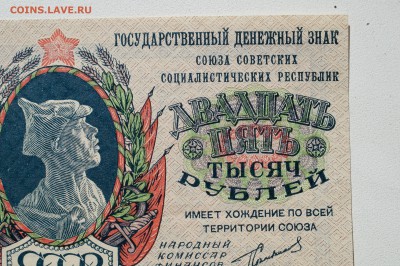 COINS.LAVE.RU
ГОСУДАРСТВЕННЫЙ ДЕНЕЖНЫЙ ЗНАК
СОЮЗА СОВЕТСКИХ
СОЦИАЛИСТИЧЕСКИХ РЕСПУБЛИК
ДВАДЦАТЬ
ПЯТЬ
ТЫСЯЧ
РУБЛЕЙ
ИМЕЕТ ХОЖДЕНИЕ ПО ВСЕЙ
ТЕРРИТОРИИ СОЮЗА
НАРОДНЫЙ
КОМИССАР
ФИНАНСОВ
СССР